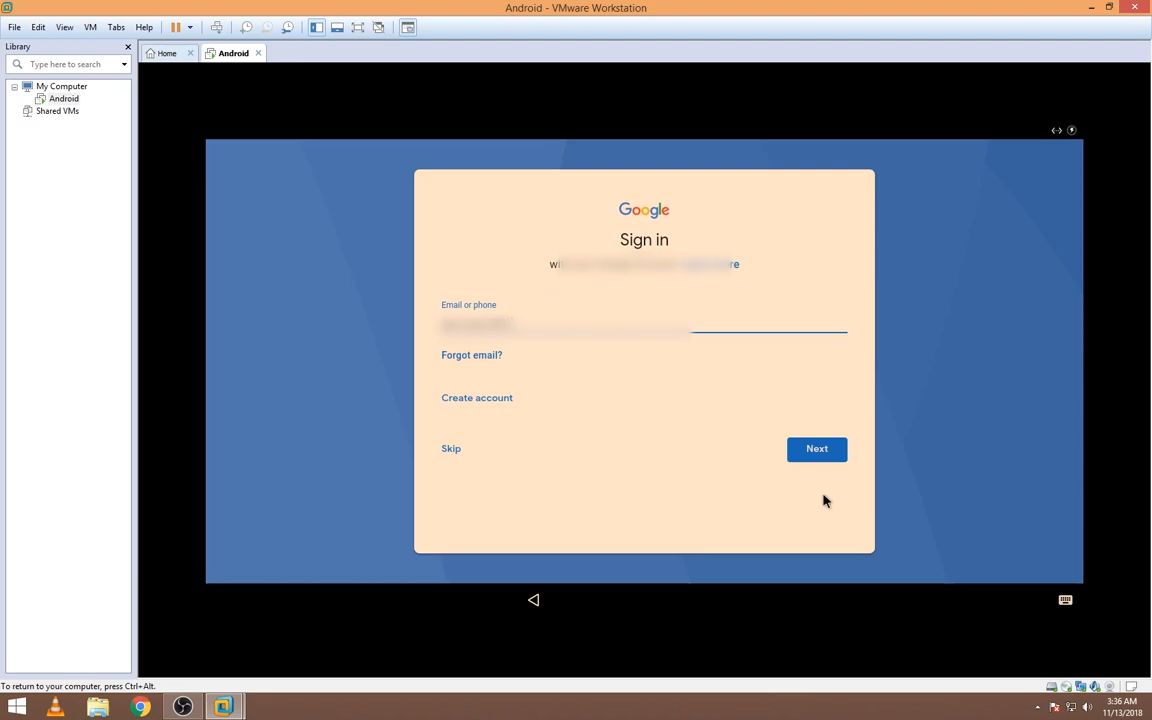 Android - VMware Workstation
File Edit View VM Tabs Help
Library
Home Android
Type here to search
My Computer
Android
Shared VMs
Google
Sign in
Email or phone
Forgot email?
Create account
Skip Next
To return to your computer, press Ctrl+Alt.
3:36 AM
11/13/2018